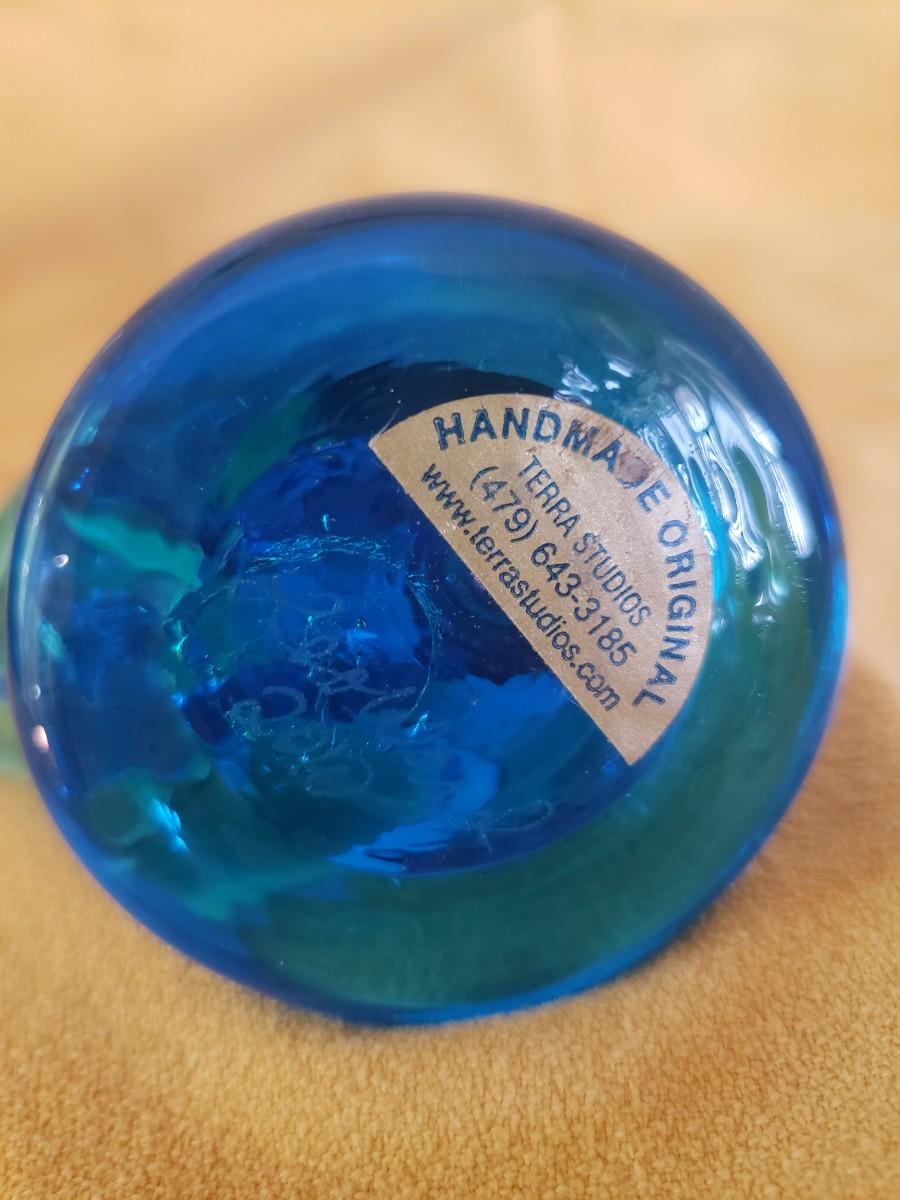 HANDMADE ORIGINAL
TERRA STUDIOS
(479) 643-3185
www.terrastudios.com